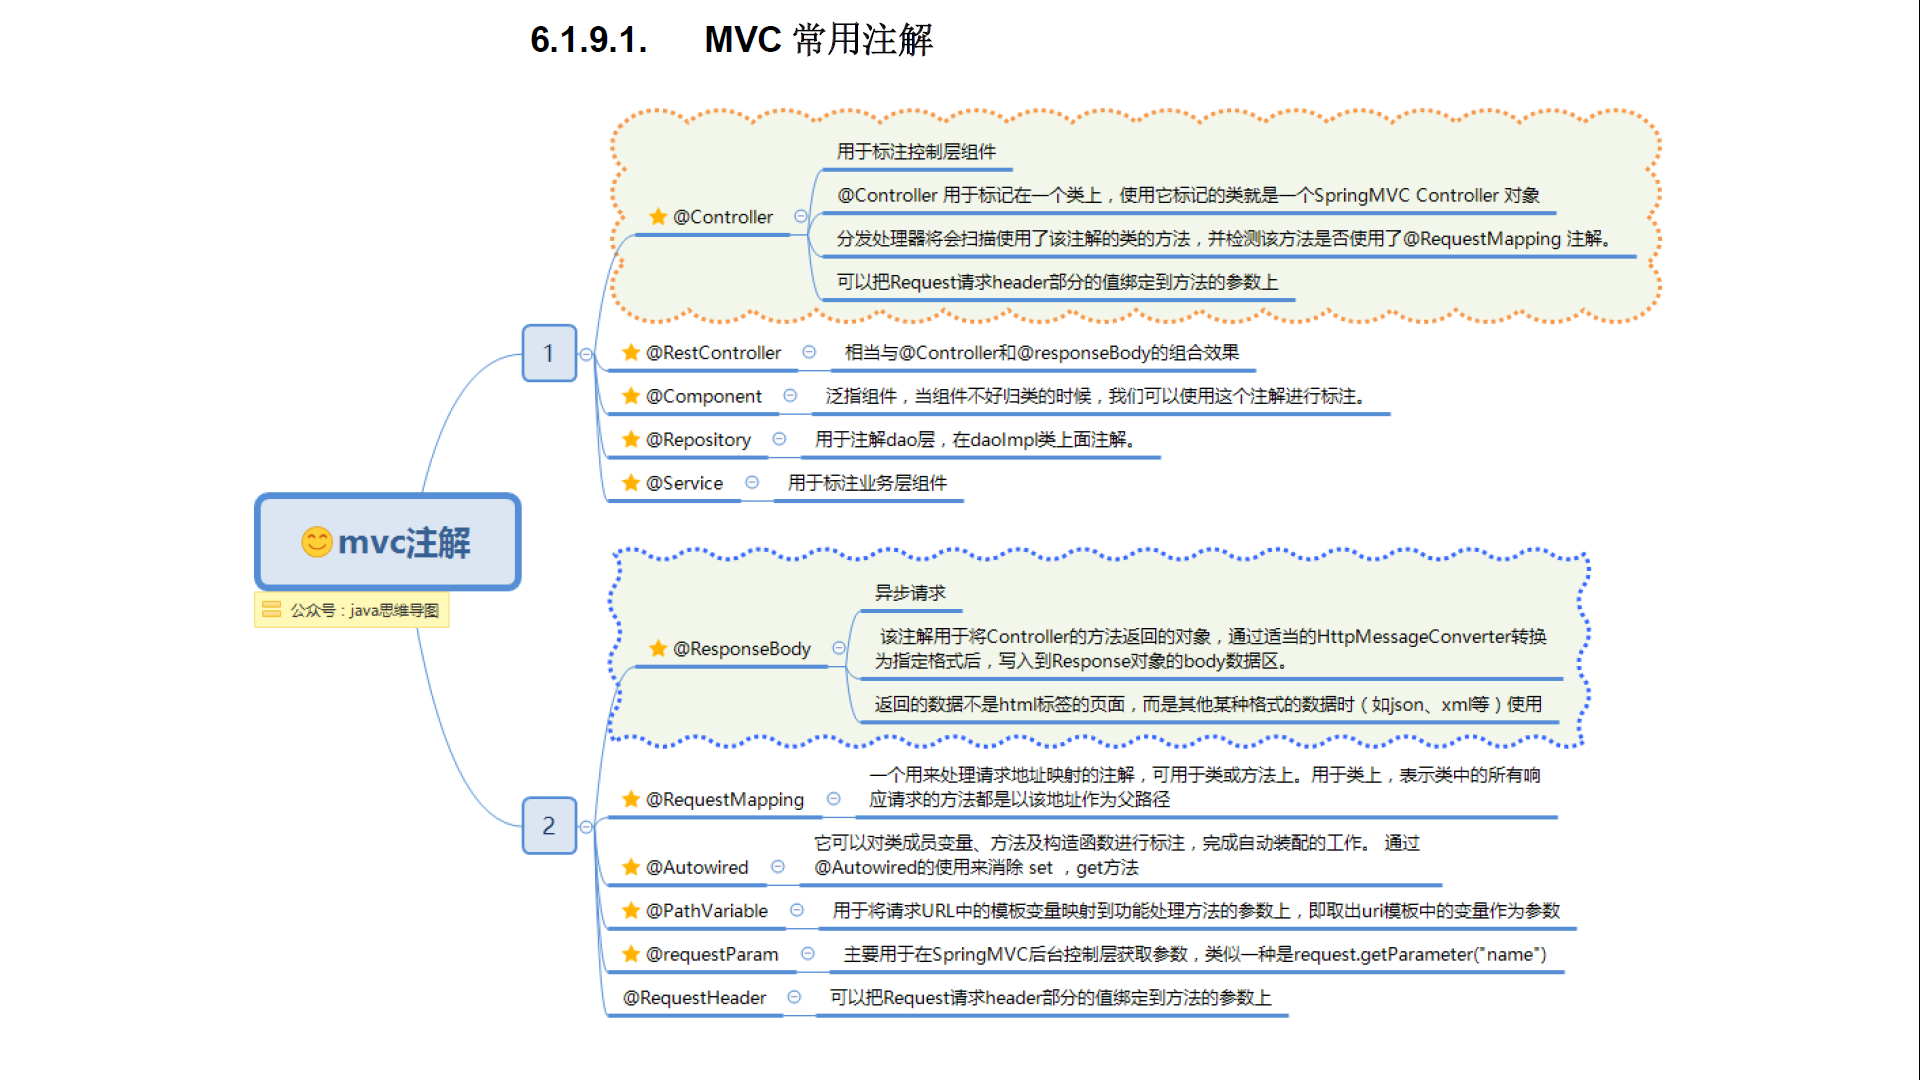 6.1.9.1. MVC 常用注解
用于标注控制层组件
@Controller 用于标记在一个类上，使用它标记的类就是一个SpringMVC Controller 对象
@Controller
分发处理器将会扫描使用了该注解的类的方法，并检测该方法是否使用了@RequestMapping 注解。
可以把Request请求header部分的值绑定到方法的参数上
1
@RestController 相当与@Controller和@responseBody的组合效果
@Component 泛指组件，当组件不好归类的时候，我们可以使用这个注解进行标注。
@Repository 用于注解dao层，在daoImpl类上面注解。
@Service 用于标注业务层组件
mvc注解
公众号：java思维导图
异步请求
@ResponseBody
该注解用于将Controller的方法返回的对象，通过适当的HttpMessageConverter转换
为指定格式后，写入到Response对象的body数据区。
返回的数据不是html标签的页面，而是其他某种格式的数据时（如json、xml等）使用
2
@RequestMapping
一个用来处理请求地址映射的注解，可用于类或方法上。用于类上，表示类中的所有响
应请求的方法都是以该地址作为父路径
@Autowired
它可以对类成员变量、方法及构造函数进行标注，完成自动装配的工作。 通过
@Autowired的使用来消除 set ，get方法
@PathVariable 用于将请求URL中的模板变量映射到功能处理方法的参数上，即取出uri模板中的变量作为参数
@requestParam 主要用于在SpringMVC后台控制层获取参数，类似一种是request.getParameter("name")
@RequestHeader 可以把Request请求header部分的值绑定到方法的参数上